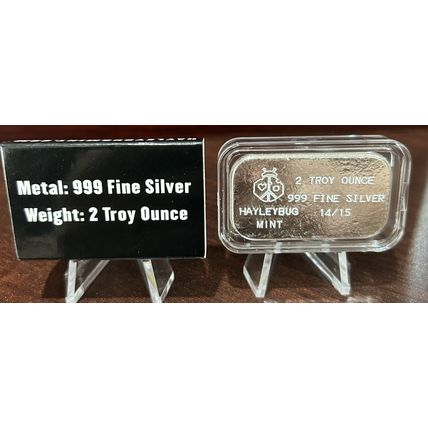 Metal: 999 Fine Silver
Weight: 2 Troy Ounce
2 TROY OUNCE
999 FINE SILVER
HAYLEYBUG 14/15
MINT